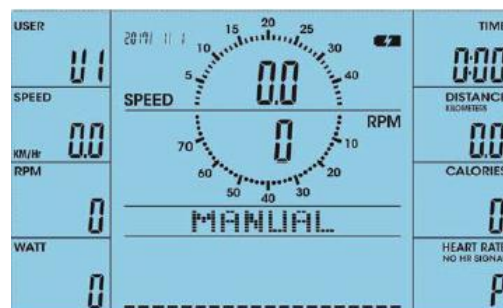 USER
U1
SPEED
KM/Hr 0.0
RPM
0
WATT
0
2019/ 1/ 1
5 10 15 20 25 30 40
SPEED 0.0
0 RPM
70 60 50 40 30 20 10
MANUAL
TIME
0:00
DISTANCE
KILOMETERS
0.0
CALORIES
0
HEART RATE
NO HR SIGNAL
P